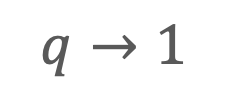 q → 1